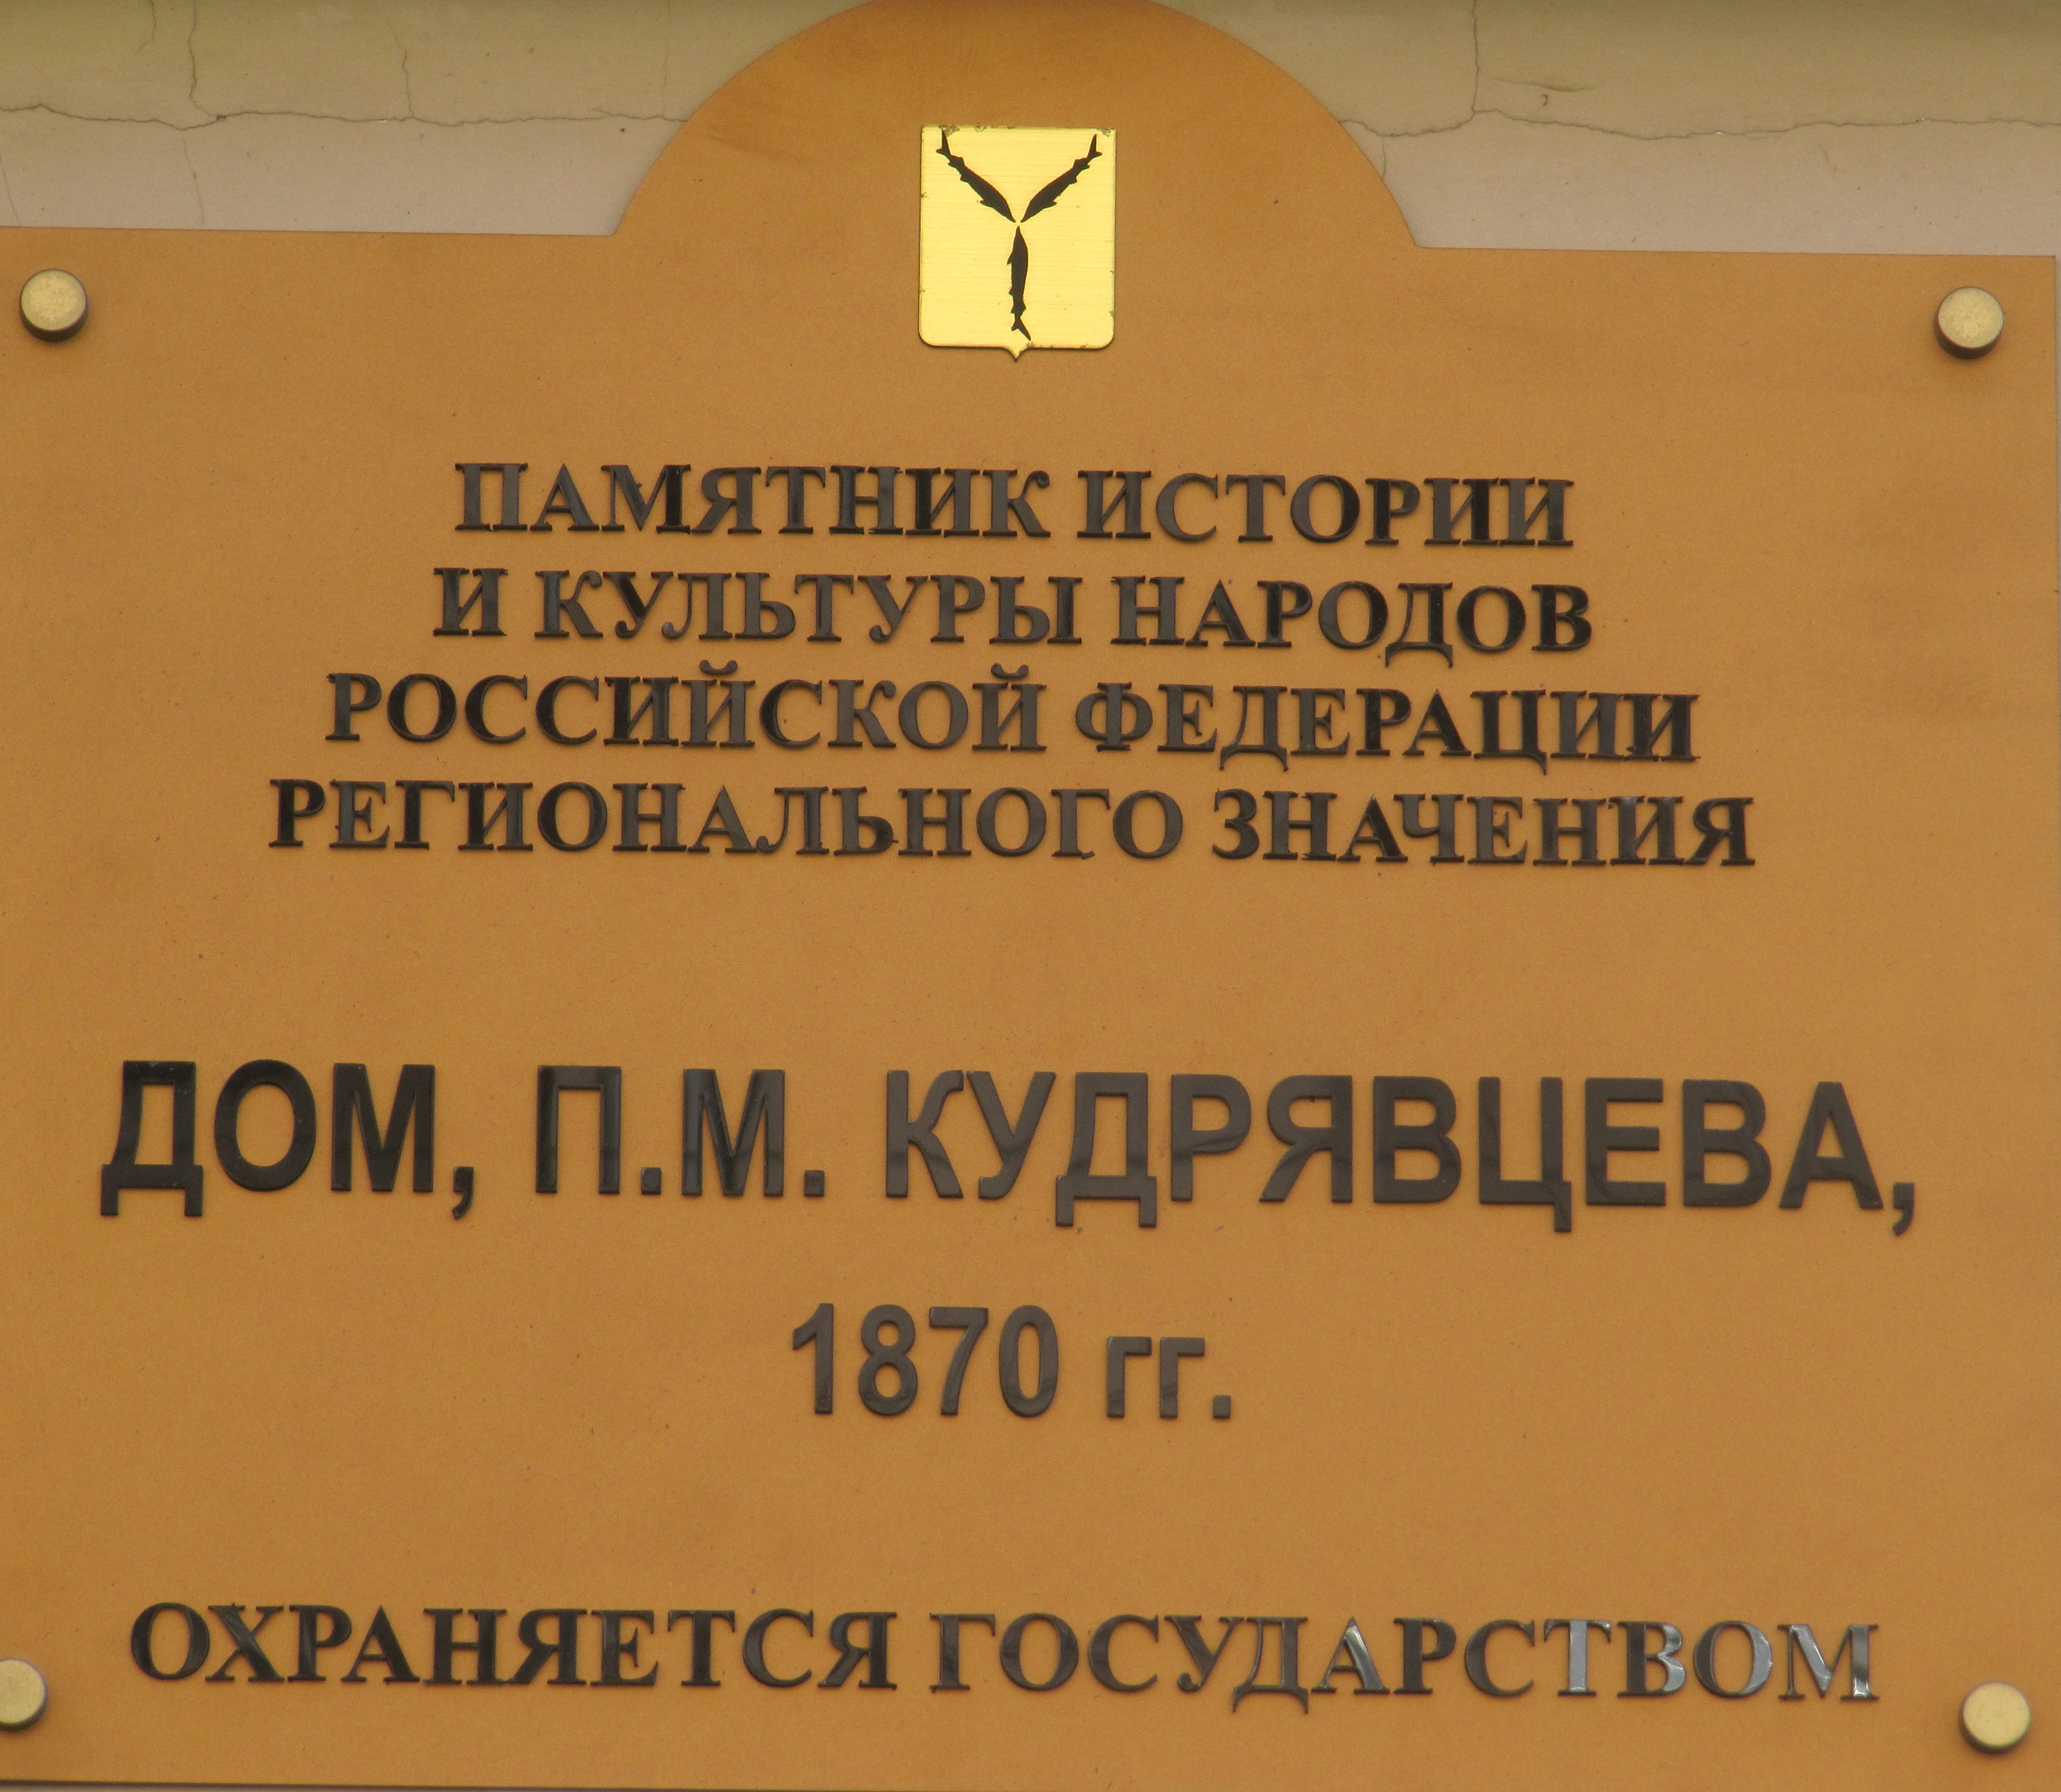 ПАМЯТНИК ИСТОРИИ
И КУЛЬТУРЫ НАРОДОВ
РОССИЙСКОЙ ФЕДЕРАЦИИ
РЕГИОНАЛЬНОГО ЗНАЧЕНИЯ
ДОМ, П.М. КУДРЯВЦЕВА,
1870 гг.
ОХРАНЯЕТСЯ ГОСУДАРСТВОМ